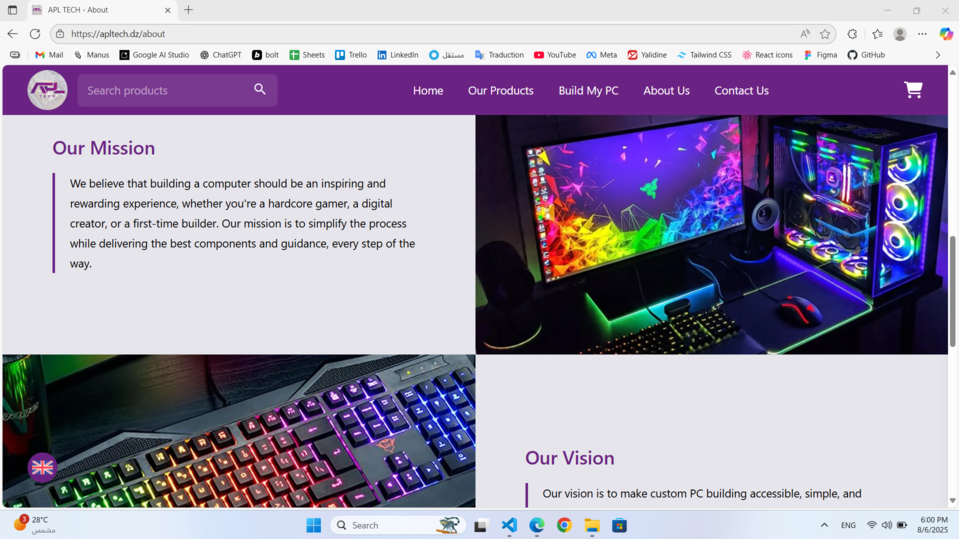 APL TECH - About
https://apltech.dz/about
Mail
Manus
Google AI Studio
ChatGPT
bolt
Sheets
Trello
LinkedIn
مستقل
Traduction
YouTube
Meta
Yalidine
Tailwind CSS
React icons
Figma
GitHub
APL
Search products
Home
Our Products
Build My PC
About Us
Contact Us
Our Mission
We believe that building a computer should be an inspiring and
rewarding experience, whether you're a hardcore gamer, a digital
creator, or a first-time builder. Our mission is to simplify the process
while delivering the best components and guidance, every step of the
way.
Our Vision
Our vision is to make custom PC building accessible, simple, and
3
28°C
مشمس
Search
ENG
6:00 PM
8/6/2025